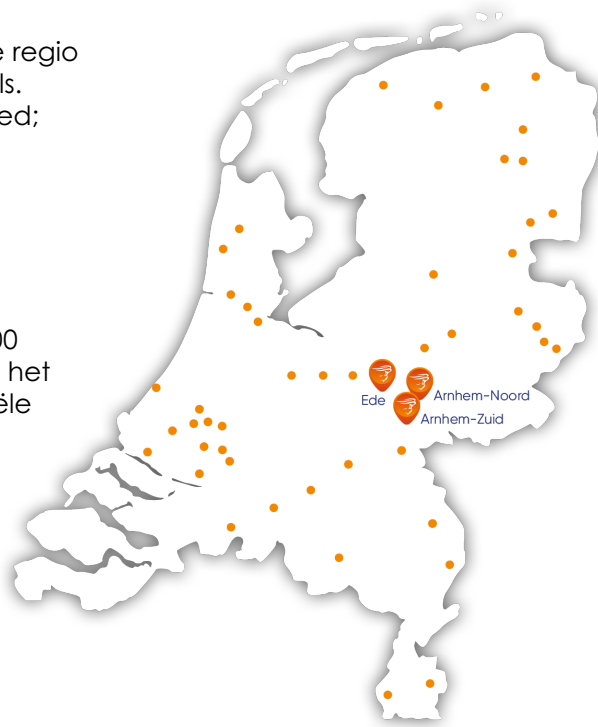 e regio
ls.
ed;
00
het
ële
Ede
Arnhem-Noord
Arnhem-Zuid